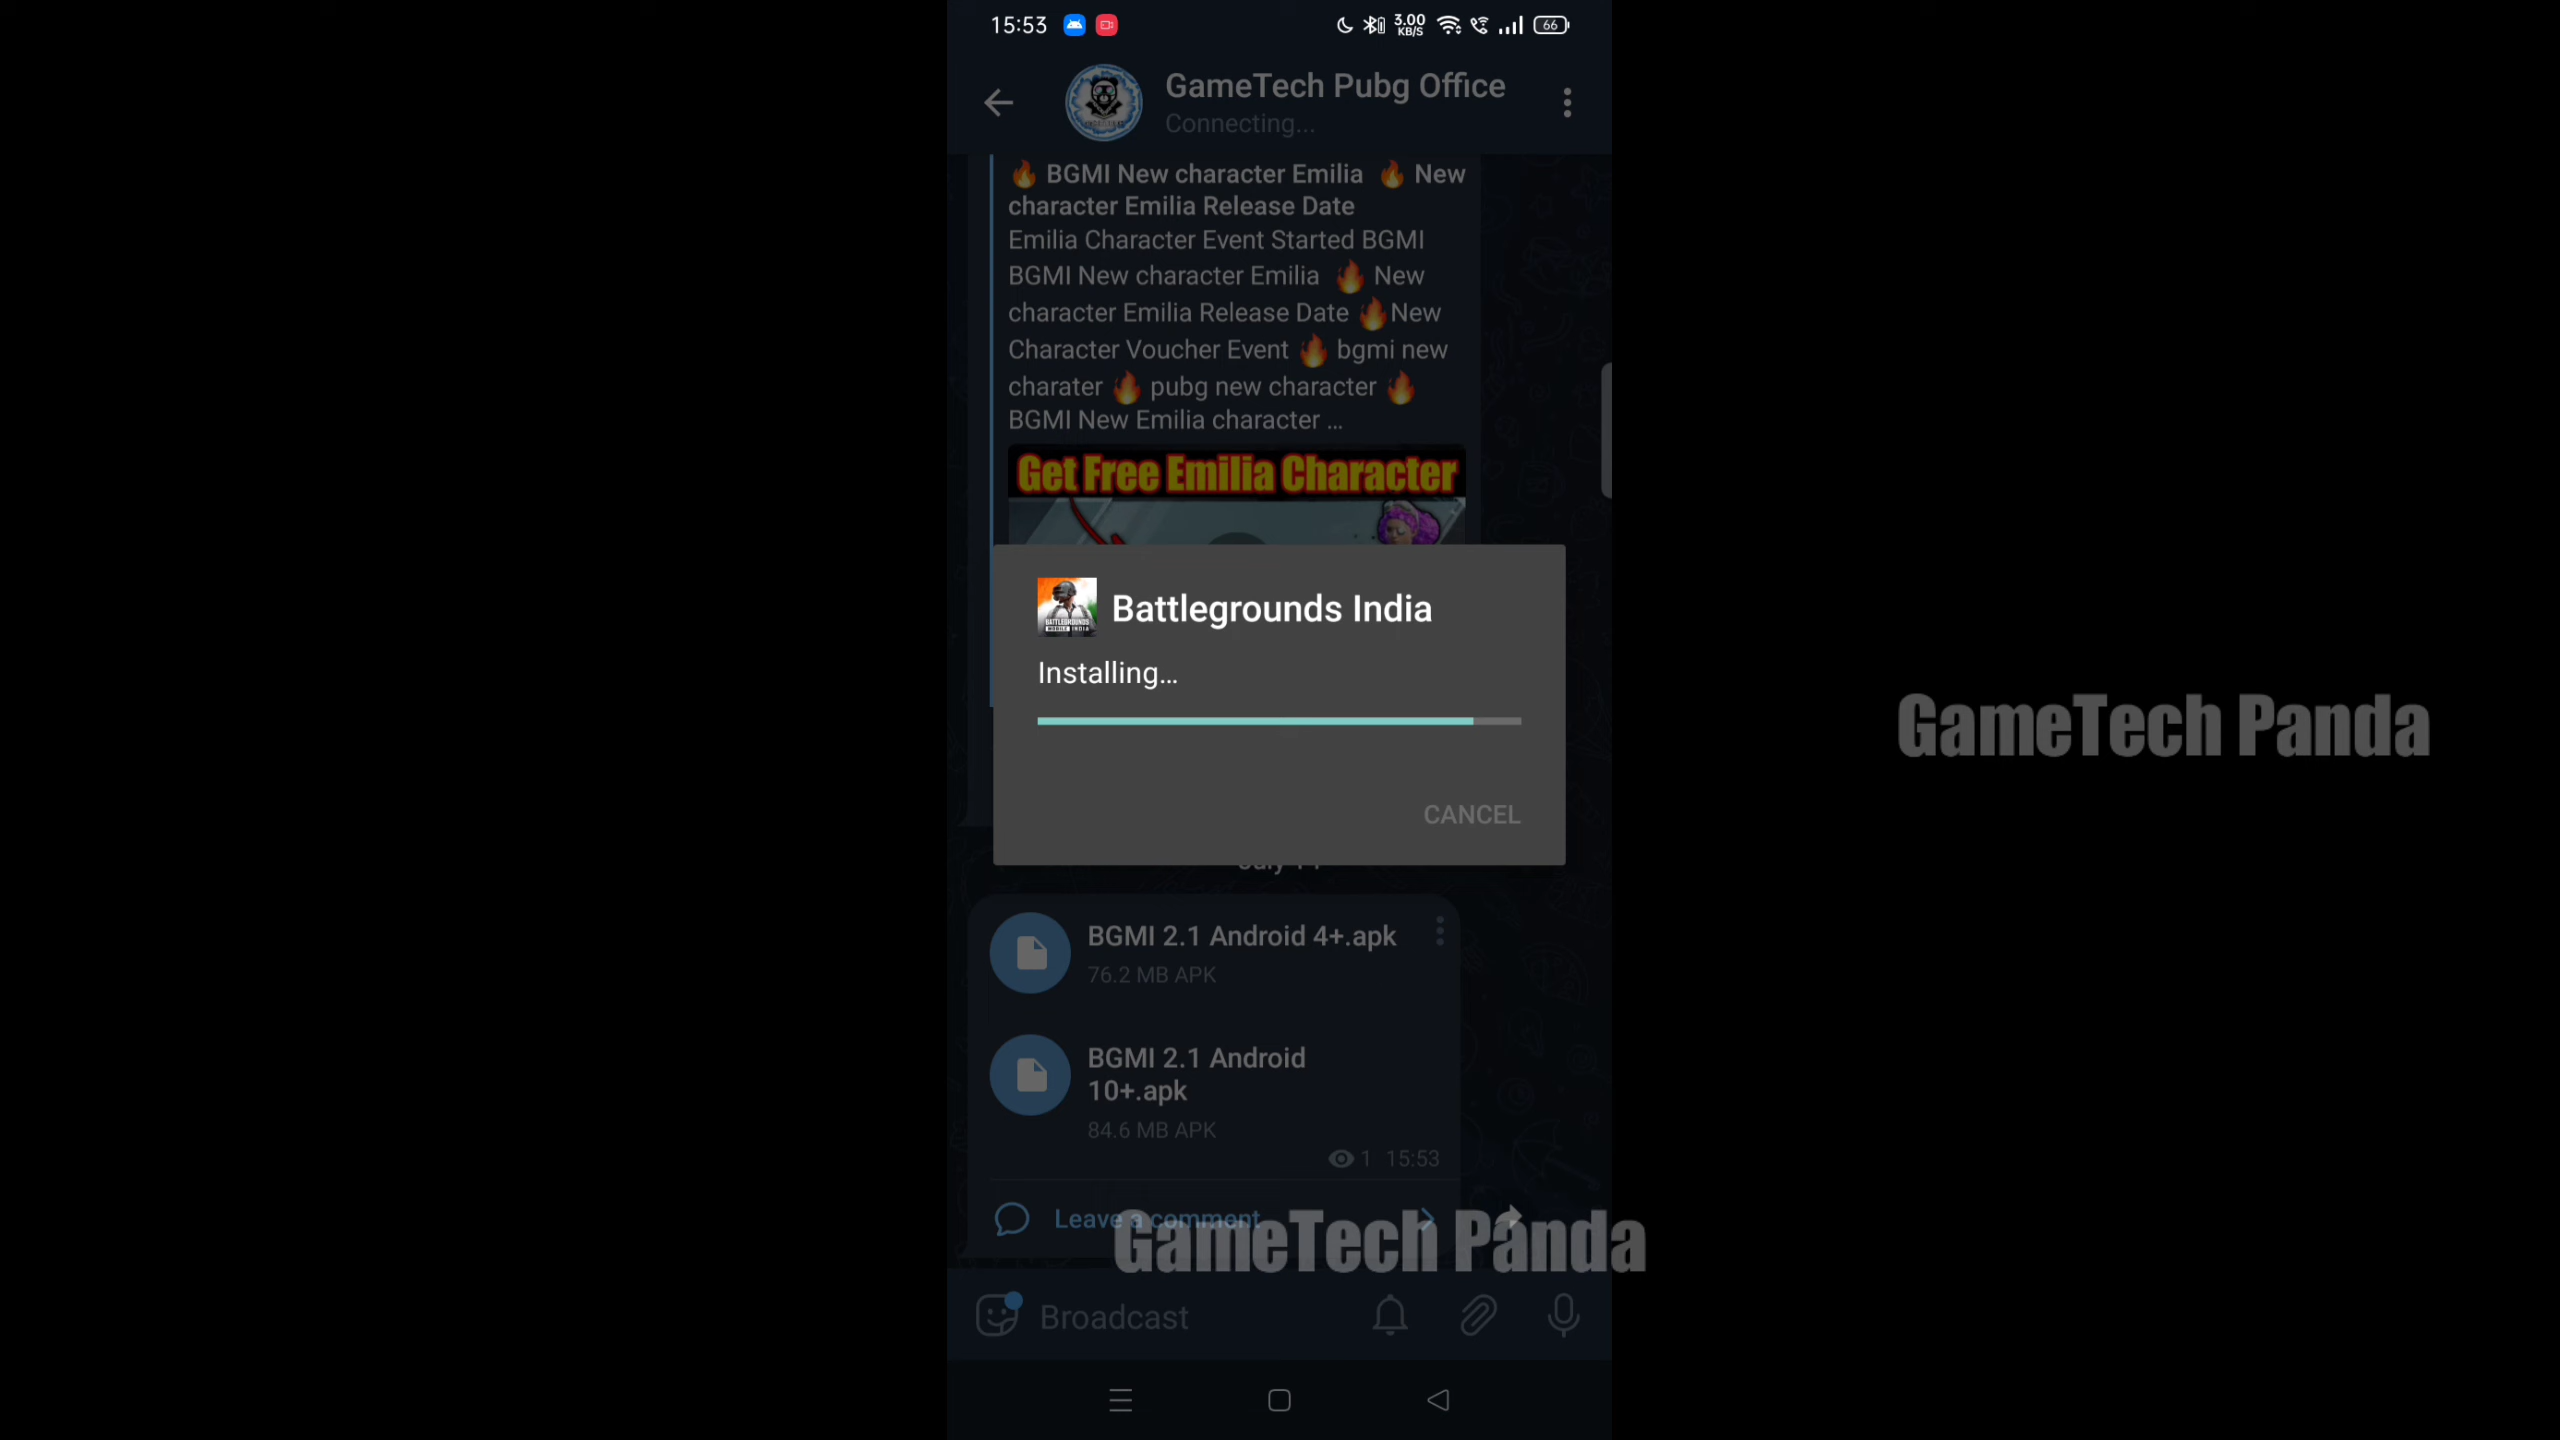 15:53 3.00 KB/S 66
GameTech Pubg Office
Connecting...
🔥 BGMI New character Emilia 🔥 New
character Emilia Release Date
Emilia Character Event Started BGMI
BGMI New character Emilia 🔥 New
character Emilia Release Date 🔥New
Character Voucher Event 🔥 bgmi new
charater 🔥 pubg new character 🔥
BGMI New Emilia character ...
Get Free Emilia Character
BATTLEGROUNDS
MOBILE INDIA
Battlegrounds India
Installing...
GameTech Panda
CANCEL
July
BGMI 2.1 Android 4+.apk
76.2 MB APK
BGMI 2.1 Android
10+.apk
84.6 MB APK
1 15:53
Leave a comment
GameTech Panda
Broadcast